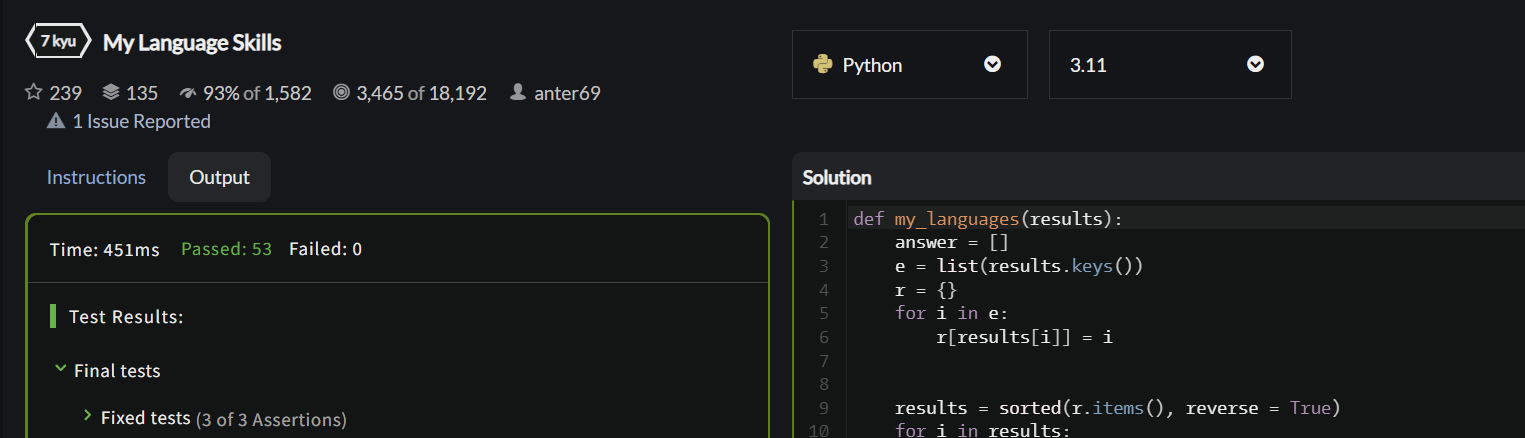 7 kyu My Language Skills
239 135 93% of 1,582 3,465 of 18,192 anter69
1 Issue Reported
Python
3.11
Instructions
Output
Time: 451ms Passed: 53 Failed: 0
Test Results:
Final tests
Fixed tests (3 of 3 Assertions)
Solution
1 def my_languages(results):
2     answer = []
3     e = list(results.keys())
4     r = {}
5     for i in e:
6         r[results[i]] = i
7
8
9     results = sorted(r.items(), reverse = True)
10     for i in results: